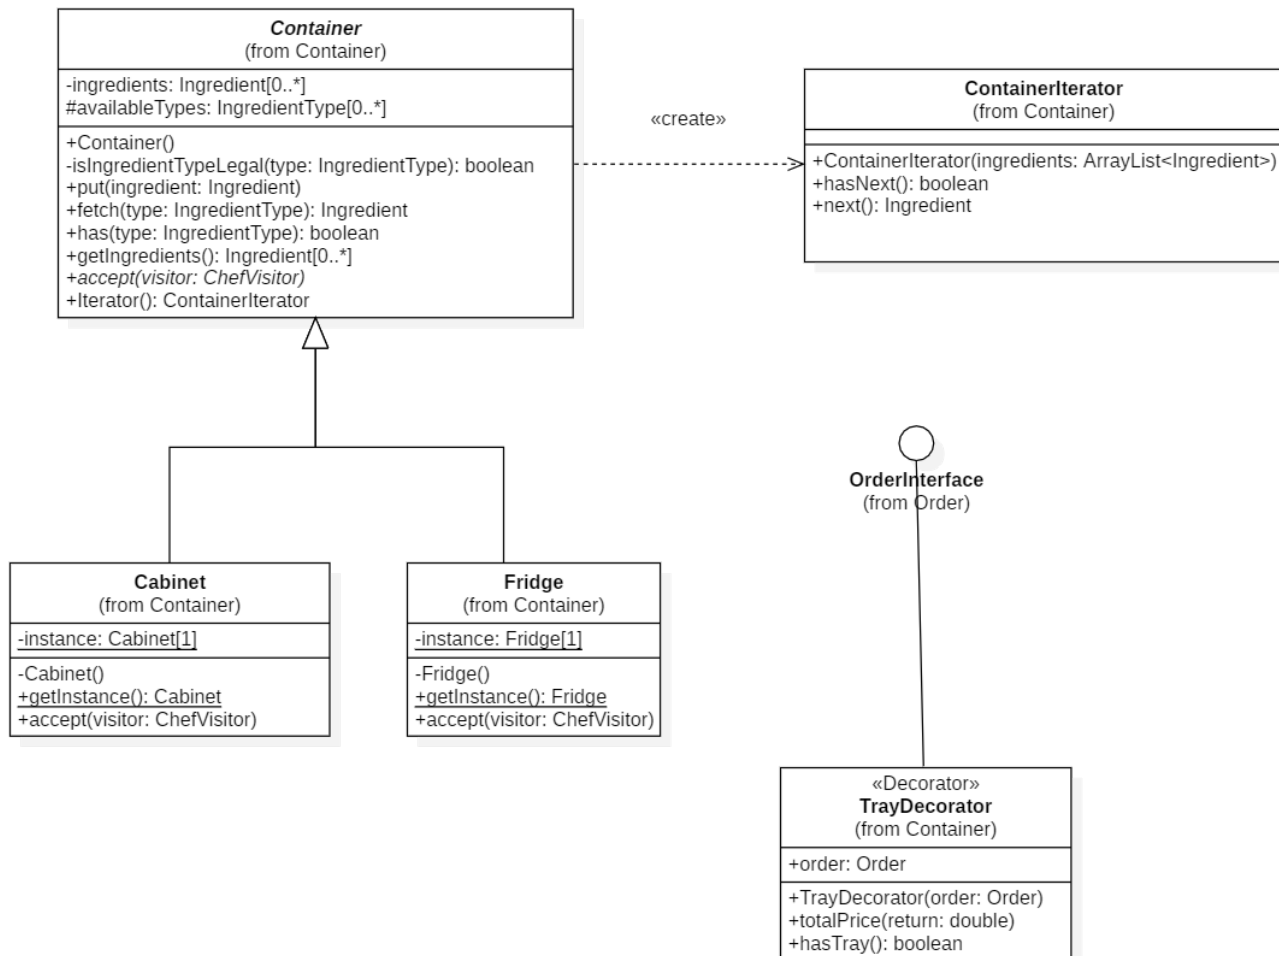 Container
(from Container)
-ingredients: Ingredient[0..*]
#availableTypes: IngredientType[0..*]
+Container()
-isIngredientTypeLegal(type: IngredientType): boolean
+put(ingredient: Ingredient)
+fetch(type: IngredientType): Ingredient
+has(type: IngredientType): boolean
+getIngredients(): Ingredient[0..*]
+accept(visitor: ChefVisitor)
+Iterator(): ContainerIterator
«create»
ContainerIterator
(from Container)
+ContainerIterator(ingredients: ArrayList<Ingredient>)
+hasNext(): boolean
+next(): Ingredient
OrderInterface
(from Order)
Cabinet
(from Container)
-instance: Cabinet[1]
-Cabinet()
+getInstance(): Cabinet
+accept(visitor: ChefVisitor)
Fridge
(from Container)
-instance: Fridge[1]
-Fridge()
+getInstance(): Fridge
+accept(visitor: ChefVisitor)
«Decorator»
TrayDecorator
(from Container)
+order: Order
+TrayDecorator(order: Order)
+totalPrice(return: double)
+hasTray(): boolean